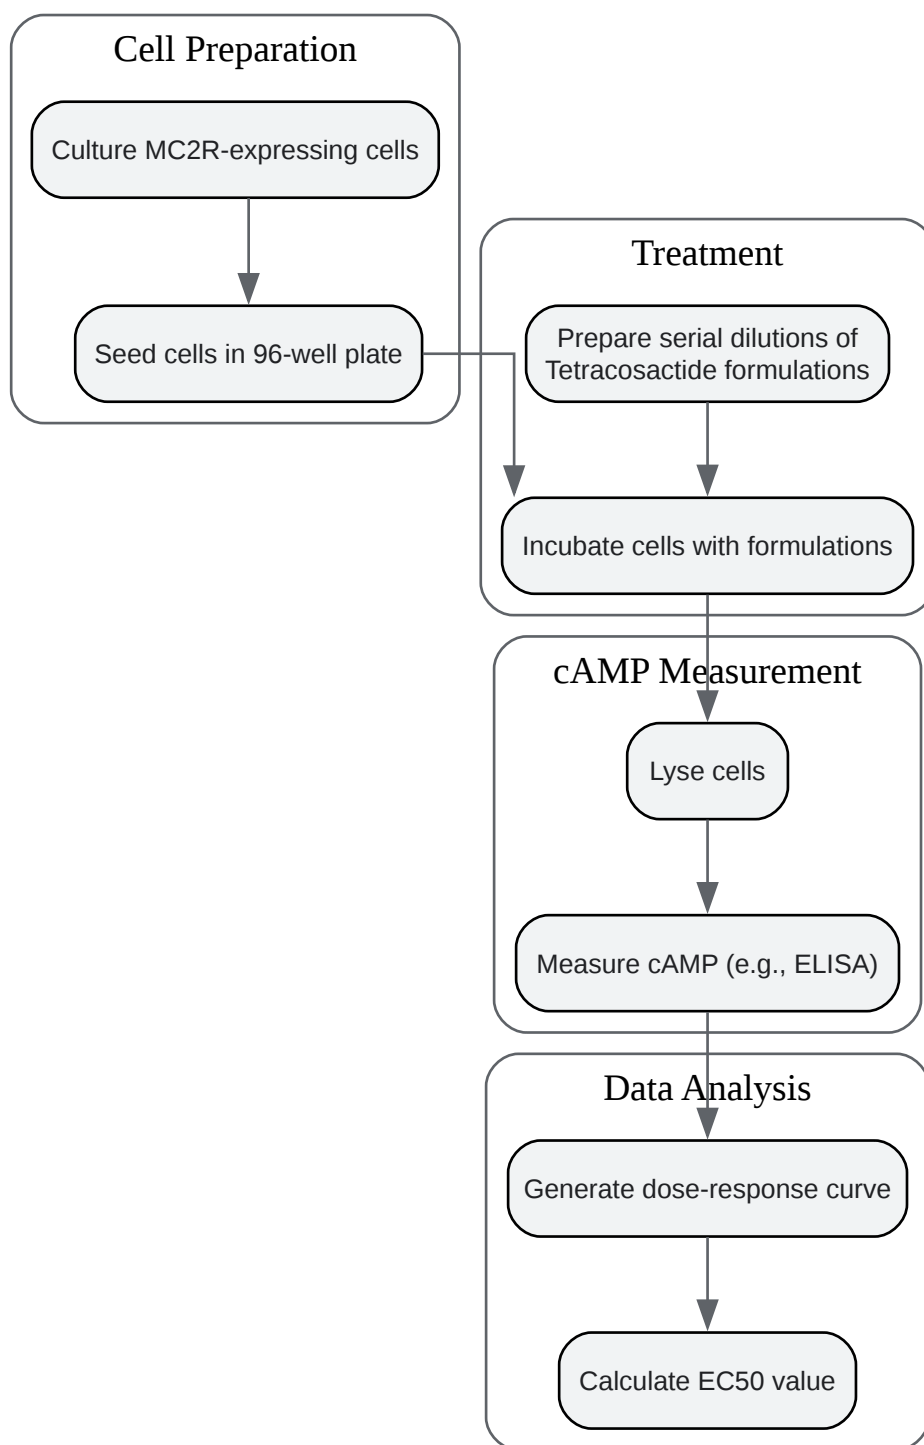 Cell Preparation
Culture MC2R-expressing cells
Seed cells in 96-well plate
Treatment
Prepare serial dilutions of
Tetracosactide formulations
Incubate cells with formulations
cAMP Measurement
Lyse cells
Measure cAMP (e.g., ELISA)
Data Analysis
Generate dose-response curve
Calculate EC50 value